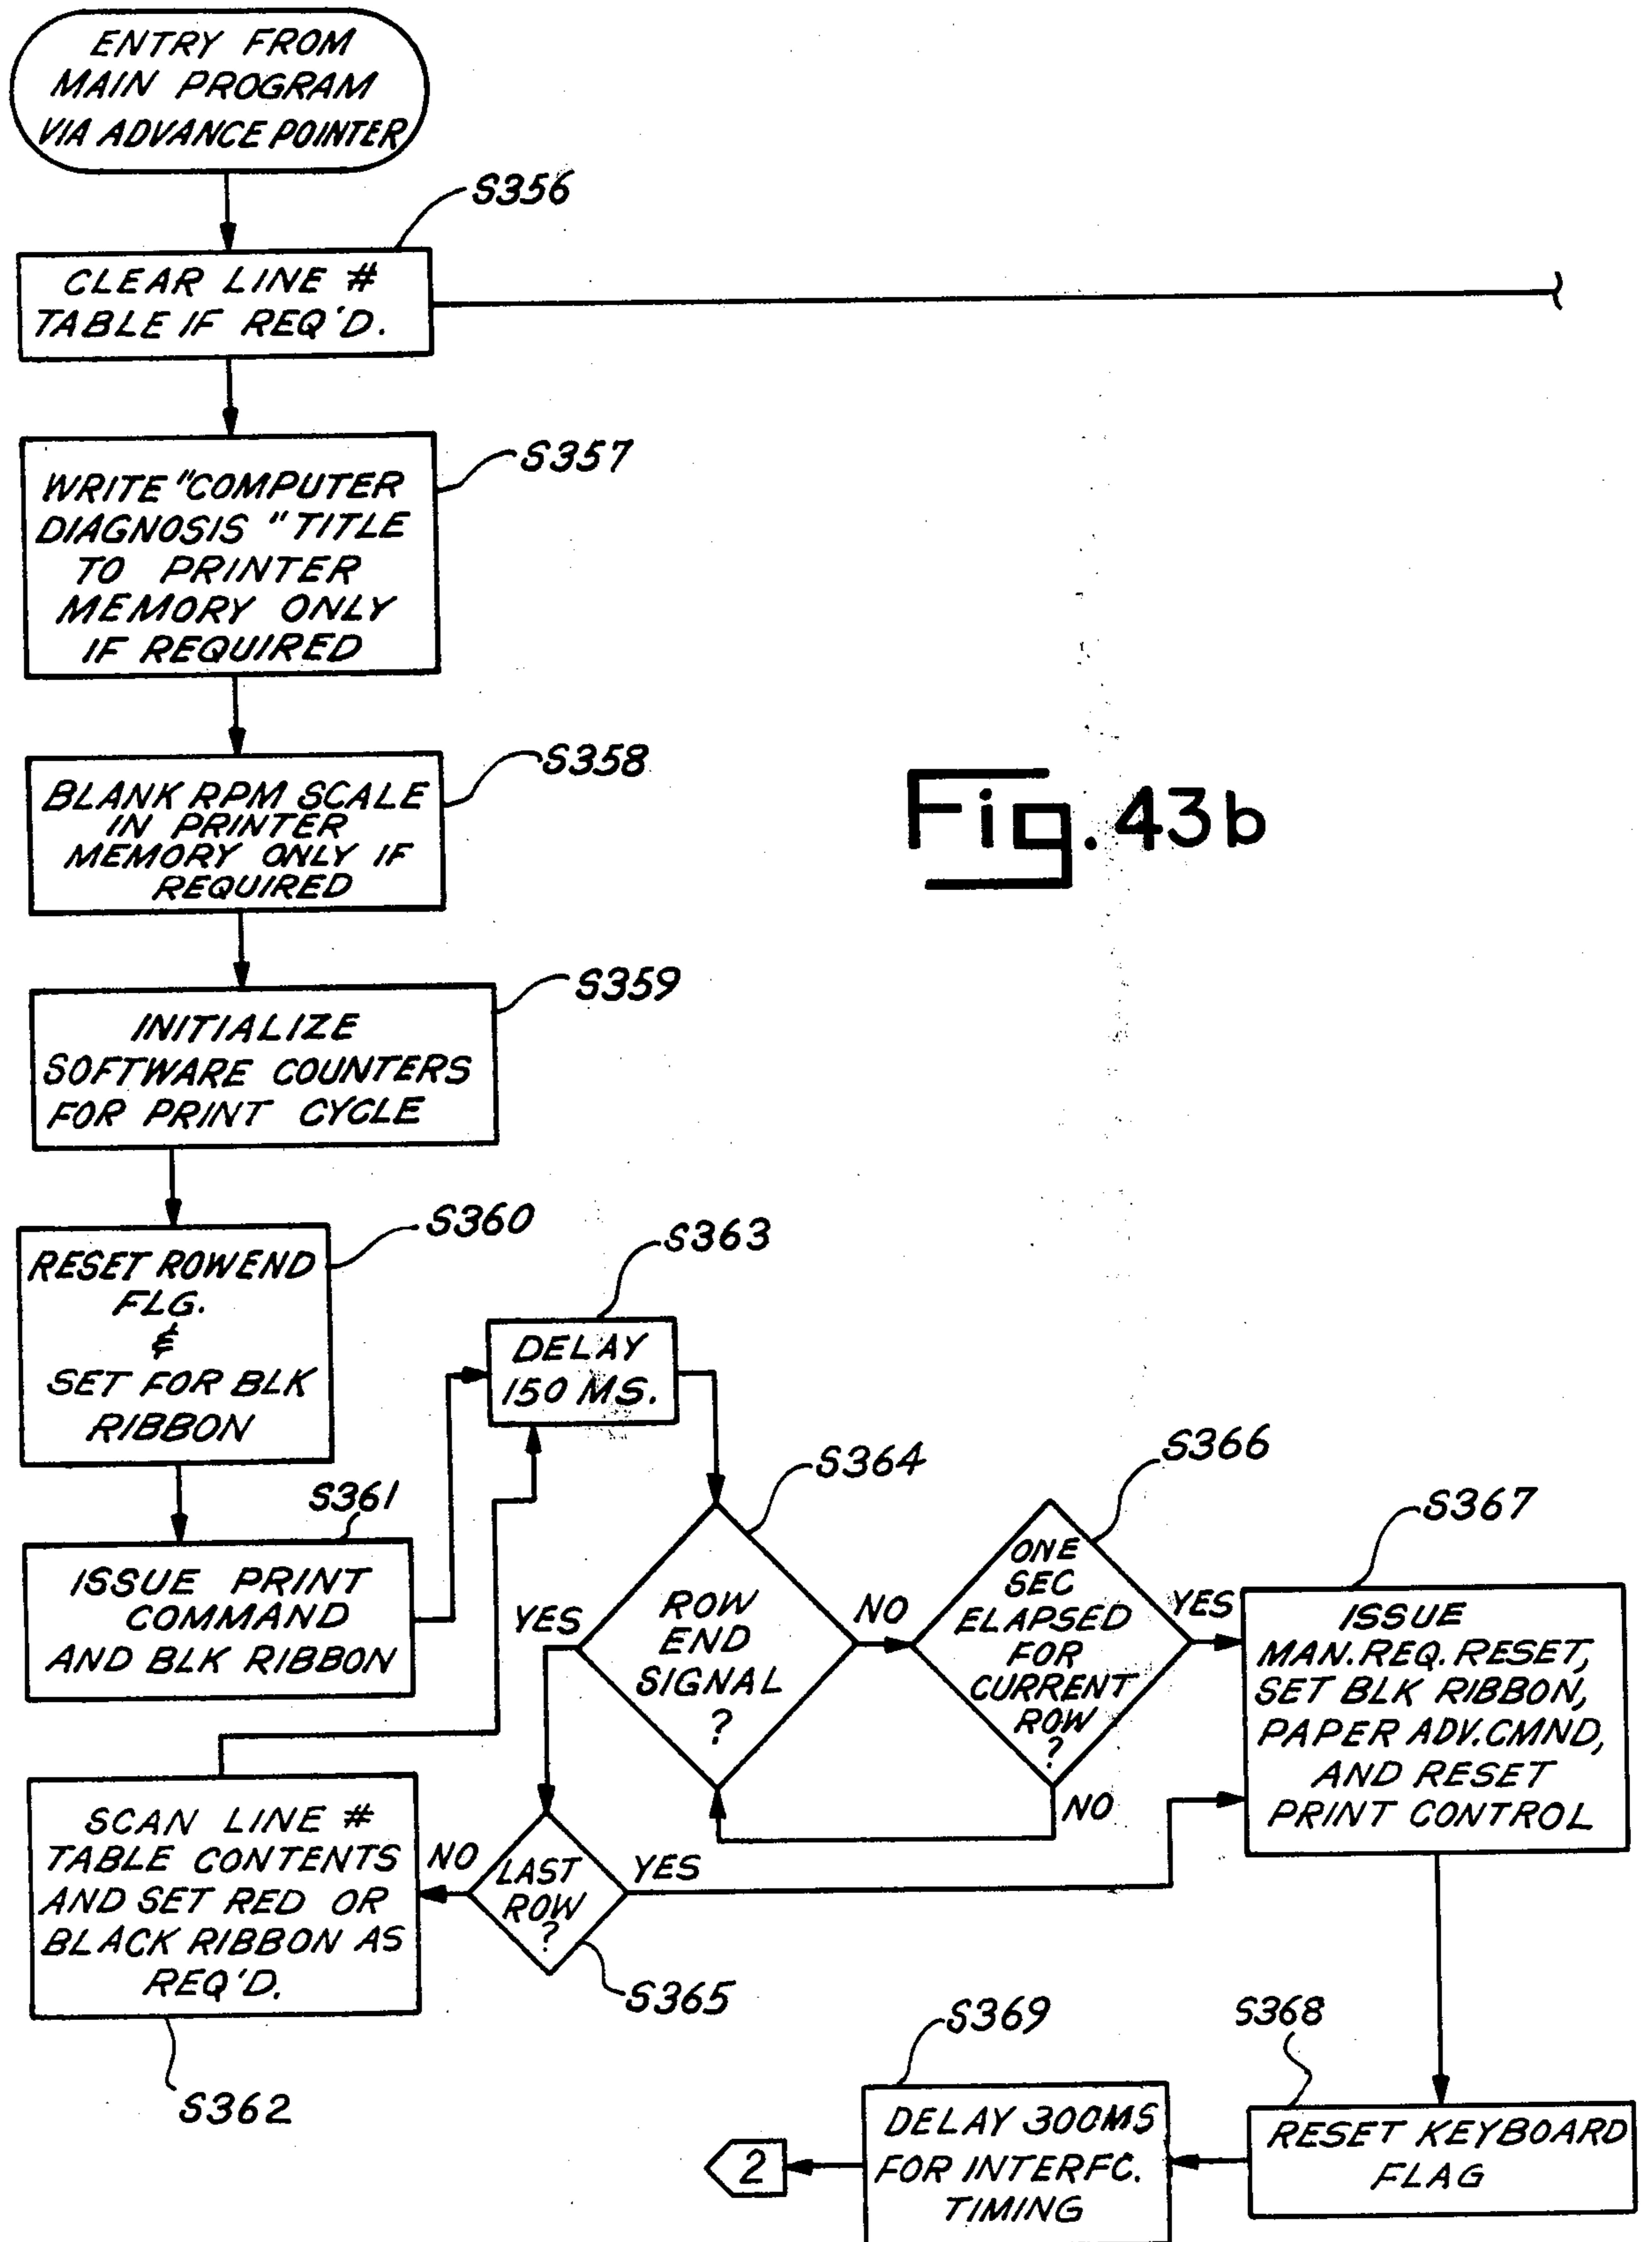 ENTRY FROM
MAIN PROGRAM
VIA ADVANCE POINTER
S356
CLEAR LINE #
TABLE IF REQ'D.
S357
WRITE "COMPUTER
DIAGNOSIS " TITLE
TO PRINTER
MEMORY ONLY
IF REQUIRED
S358
BLANK RPM SCALE
IN PRINTER
MEMORY ONLY IF
REQUIRED
Fig. 43b
S359
INITIALIZE
SOFTWARE COUNTERS
FOR PRINT CYCLE
S360
RESET ROWEND
FLG.
&
SET FOR BLK
RIBBON
S361
ISSUE PRINT
COMMAND
AND BLK RIBBON
S363
DELAY
150 MS.
S364
ROW
END
SIGNAL
?
YES
NO
S366
ONE
SEC
ELAPSED
FOR
CURRENT
ROW
?
YES
NO
S367
ISSUE
MAN.REQ.RESET,
SET BLK RIBBON,
PAPER ADV.CMND,
AND RESET
PRINT CONTROL
LAST
ROW
?
NO
YES
S365
SCAN LINE #
TABLE CONTENTS
AND SET RED OR
BLACK RIBBON AS
REQ'D.
S362
S368
RESET KEYBOARD
FLAG
S369
DELAY 300MS
FOR INTERFC.
TIMING
2